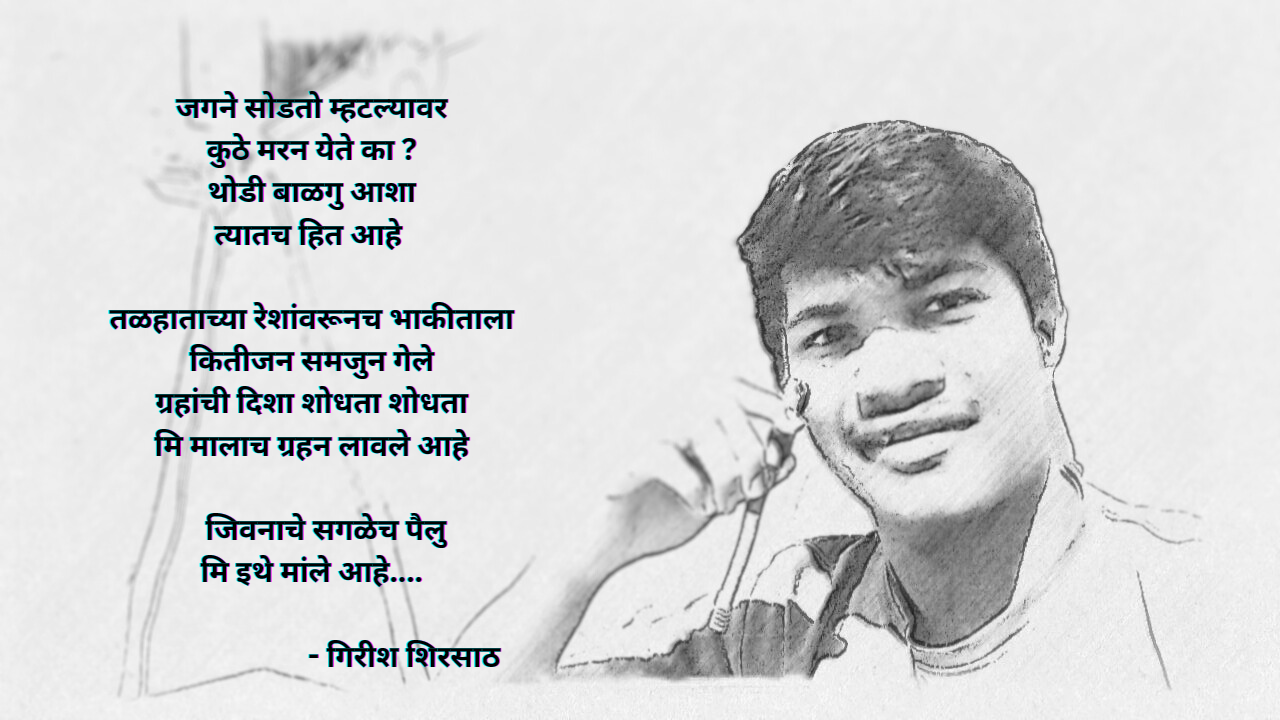 जगने सोडतो म्हटल्यावर
कुठे मरन येते का ?
थोडी बाळगु आशा
त्यातच हित आहे
तळहाताच्या रेशांवरूनच भाकीताला
कितीजन समजुन गेले
ग्रहांची दिशा शोधता शोधता
मि मालाच ग्रहन लावले आहे
जिवनाचे सगळेच पैलु
मि इथे मांले आहे....
- गिरीश शिरसाठ